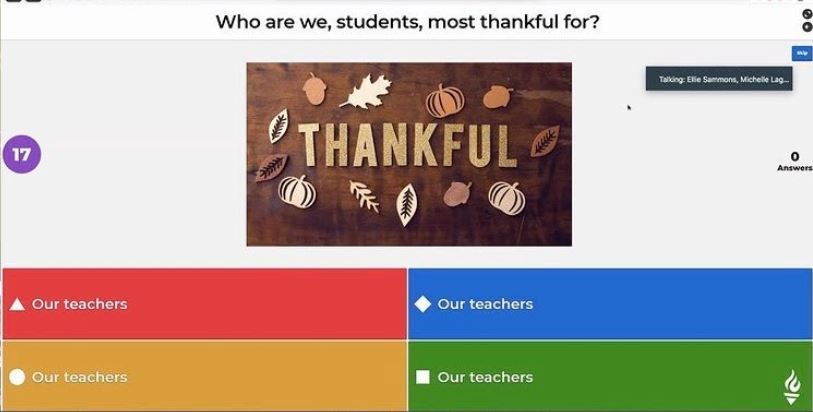 Who are we, students, most thankful for?
Skip
Talking: Ellie Sammons, Michelle Lag...
THANKFUL
17
0
Answers
Our teachers
Our teachers
Our teachers
Our teachers